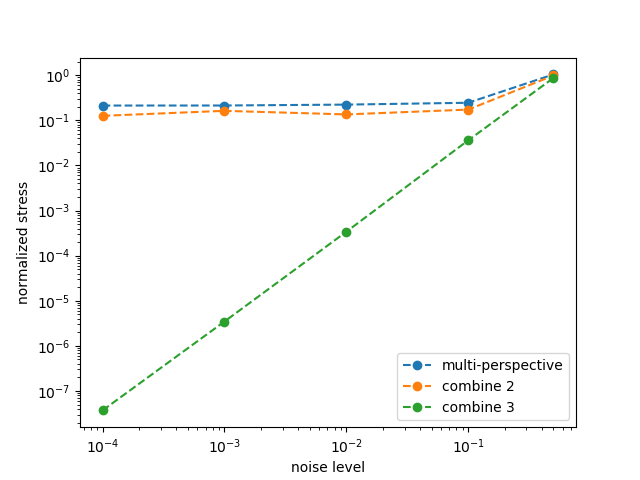 10⁰
10⁻¹
10⁻²
10⁻³
10⁻⁴
10⁻⁵
10⁻⁶
10⁻⁷
normalized stress
multi-perspective
combine 2
combine 3
10⁻⁴ 10⁻³ 10⁻² 10⁻¹
noise level